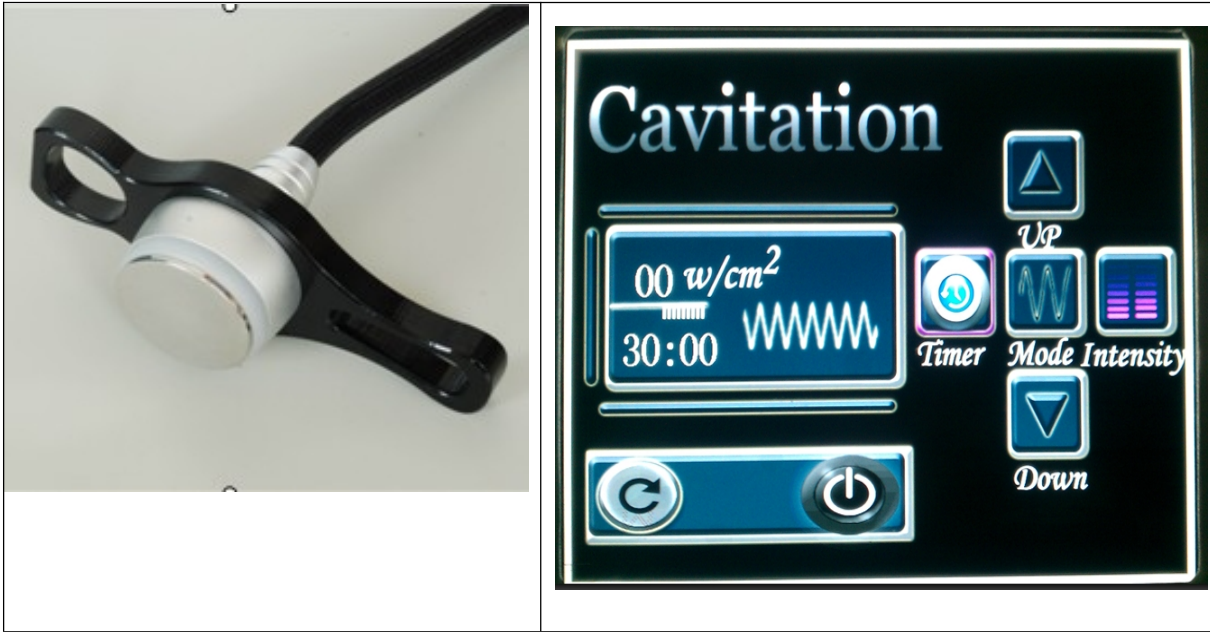 Cavitation
UP
00 w/cm²
30:00
Timer Mode Intensity
Down